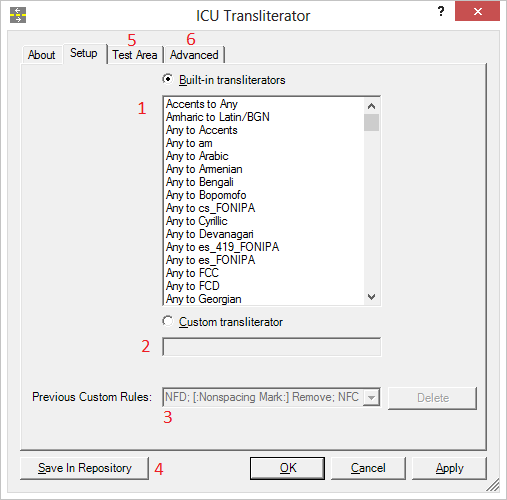 ICU Transliterator
? X
5 6
About Setup Test Area Advanced
Built-in transliterators
1
Accents to Any
Amharic to Latin/BGN
Any to Accents
Any to am
Any to Arabic
Any to Armenian
Any to Bengali
Any to Bopomofo
Any to cs_FONIPA
Any to Cyrillic
Any to Devanagari
Any to es_419_FONIPA
Any to es_FONIPA
Any to FCC
Any to FCD
Any to Georgian
Custom transliterator
2
Previous Custom Rules: NFD; [:Nonspacing Mark:] Remove; NFC Delete
3
Save In Repository 4 OK Cancel Apply